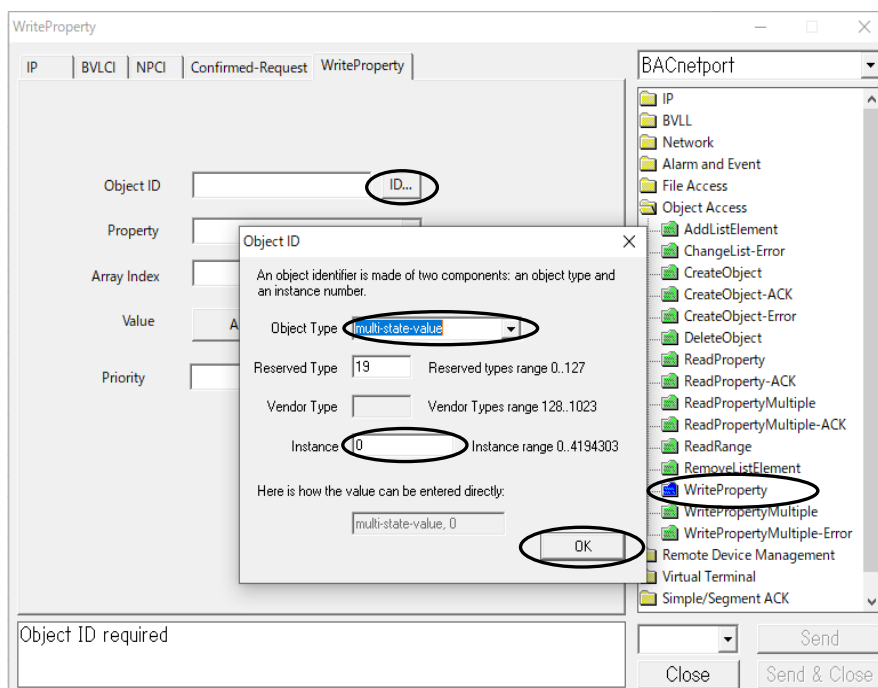 WriteProperty
IP
BVLCI
NPCI
Confirmed-Request
WriteProperty
Object ID
ID...
Property
Array Index
Value
A
Priority
Object ID
An object identifier is made of two components: an object type and
an instance number.
Object Type
multi-state-value
Reserved Type
19
Reserved types range 0..127
Vendor Type
Vendor Types range 128..1023
Instance
0
Instance range 0..4194303
Here is how the value can be entered directly:
multi-state-value, 0
OK
Object ID required
BACnetport
IP
BVLL
Network
Alarm and Event
File Access
Object Access
AddListElement
ChangeList-Error
CreateObject
CreateObject-ACK
CreateObject-Error
DeleteObject
ReadProperty
ReadProperty-ACK
ReadPropertyMultiple
ReadPropertyMultiple-ACK
ReadRange
RemoveListElement
WriteProperty
WritePropertyMultiple
WritePropertyMultiple-Error
Remote Device Management
Virtual Terminal
Simple/Segment ACK
Send
Close
Send & Close